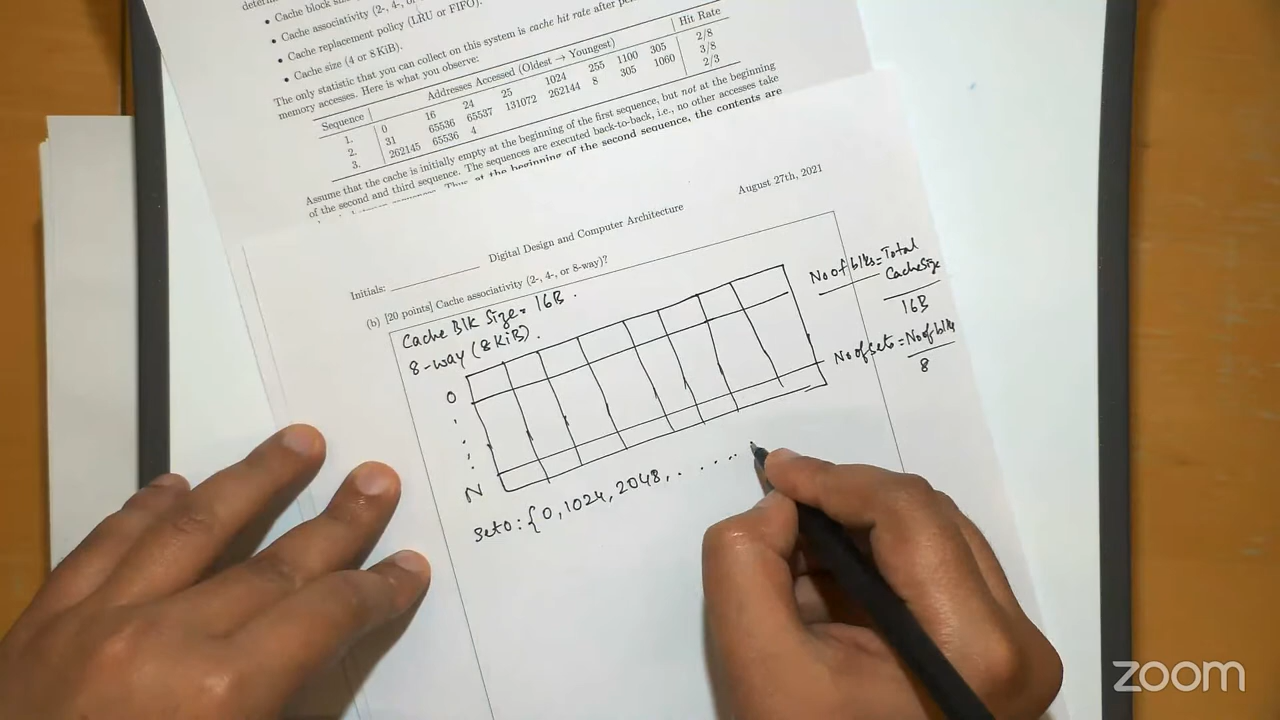 • Cache block
• Cache associativity (2-, 4-,
• Cache replacement policy (LRU or FIFO).
• Cache size (4 or 8 KiB).
The only statistic that you can collect on this system is cache hit rate after
memory accesses. Here is what you observe:
Sequence Addresses Accessed (Oldest → Youngest) Hit Rate
1. 0 16 24 25 1024 255 1100 305 2/8
2. 31 65536 65537 131072 262144 8 305 1060 3/8
3. 262145 65536 4 2/3
Assume that the cache is initially empty at the beginning of the first sequence, but not at the beginning
of the second and third sequence. The sequences are executed back-to-back, i.e., no other accesses take
at the beginning of the second sequence, the contents are
Initials: Digital Design and Computer Architecture August 27th, 2021
(b) [20 points] Cache associativity (2-, 4-, or 8-way)?
Cache Blk Size = 16B.
8-way (8KiB).
No of blks = Total Cache Size
16B
No of sets = No of blks
8
0
N
Set 0: {0, 1024, 2048, . . . . . .
zoom